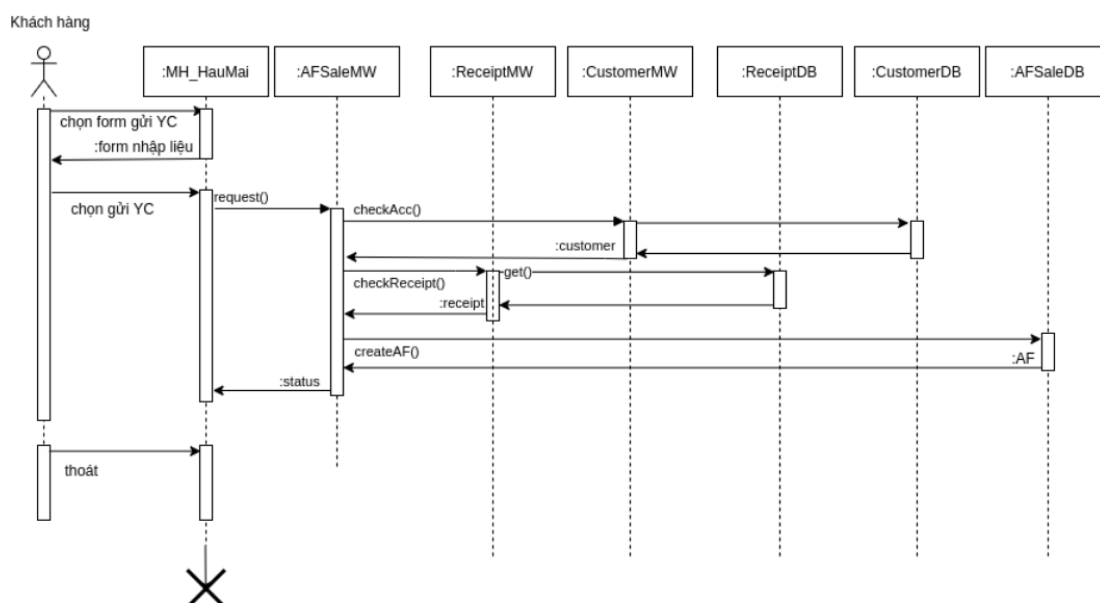 Khách hàng
:MH_HauMai
:AFSaleMW
:ReceiptMW
:CustomerMW
:ReceiptDB
:CustomerDB
:AFSaleDB
chọn form gửi YC
:form nhập liệu
chọn gửi YC
request()
checkAcc()
:customer
get()
checkReceipt()
:receipt
createAF()
:AF
:status
thoát